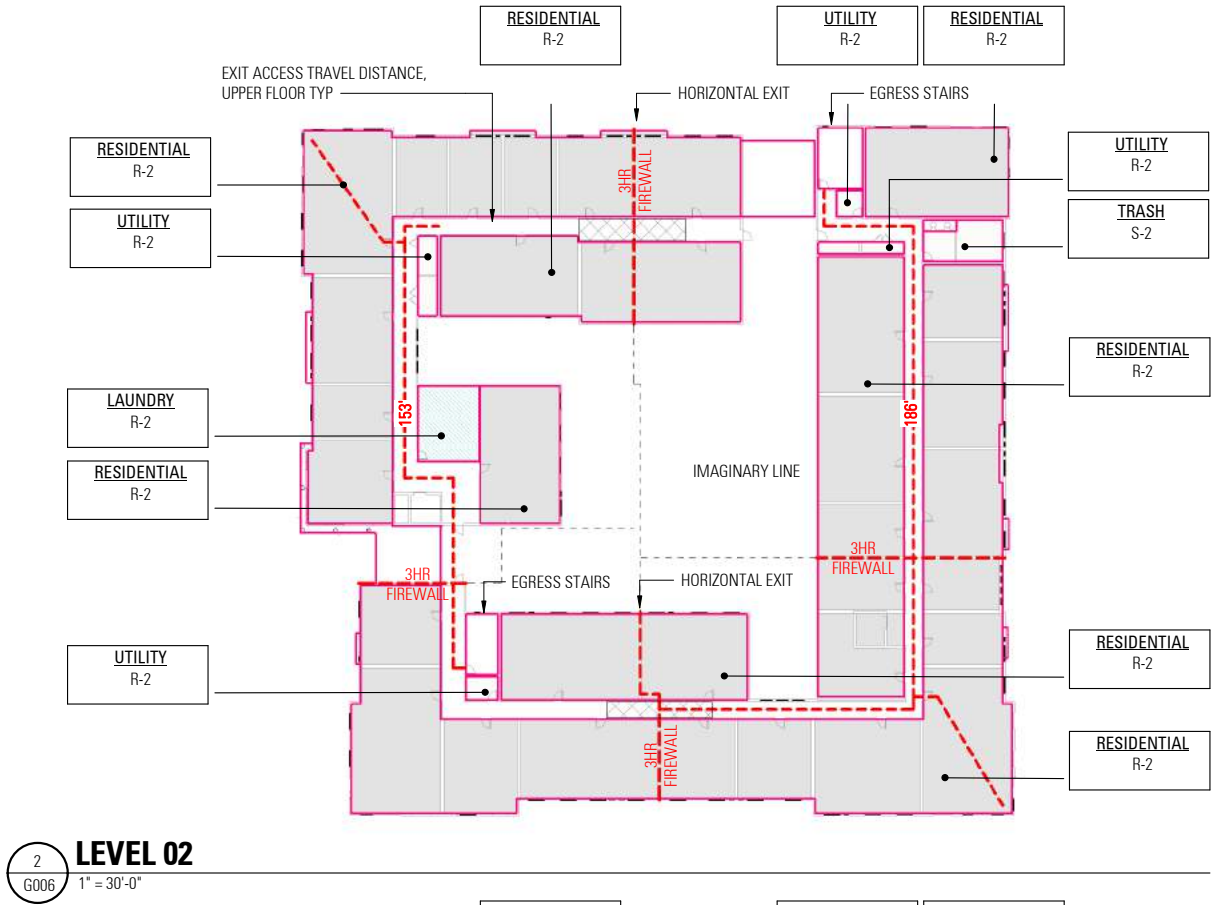 RESIDENTIAL
R-2
UTILITY
R-2
RESIDENTIAL
R-2
EXIT ACCESS TRAVEL DISTANCE,
UPPER FLOOR TYP
HORIZONTAL EXIT
EGRESS STAIRS
RESIDENTIAL
R-2
UTILITY
R-2
3HR
FIREWALL
UTILITY
R-2
TRASH
S-2
LAUNDRY
R-2
RESIDENTIAL
R-2
153'
186'
RESIDENTIAL
R-2
IMAGINARY LINE
3HR
FIREWALL
3HR
FIREWALL
EGRESS STAIRS
HORIZONTAL EXIT
UTILITY
R-2
RESIDENTIAL
R-2
3HR
FIREWALL
RESIDENTIAL
R-2
2
G006
LEVEL 02
1" = 30'-0"